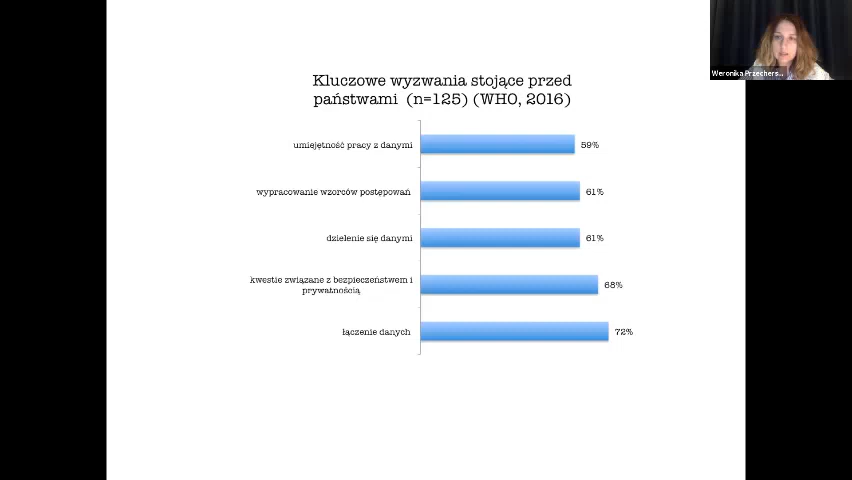 Kluczowe wyzwania stojące przed
państwami (n=125) (WHO, 2016)
umiejętność pracy z danymi
59%
wypracowanie wzorców postępowań
61%
dzielenie się danymi
61%
kwestie związane z bezpieczeństwem i
prywatnością
68%
łączenie danych
72%
Weronika Przechers...